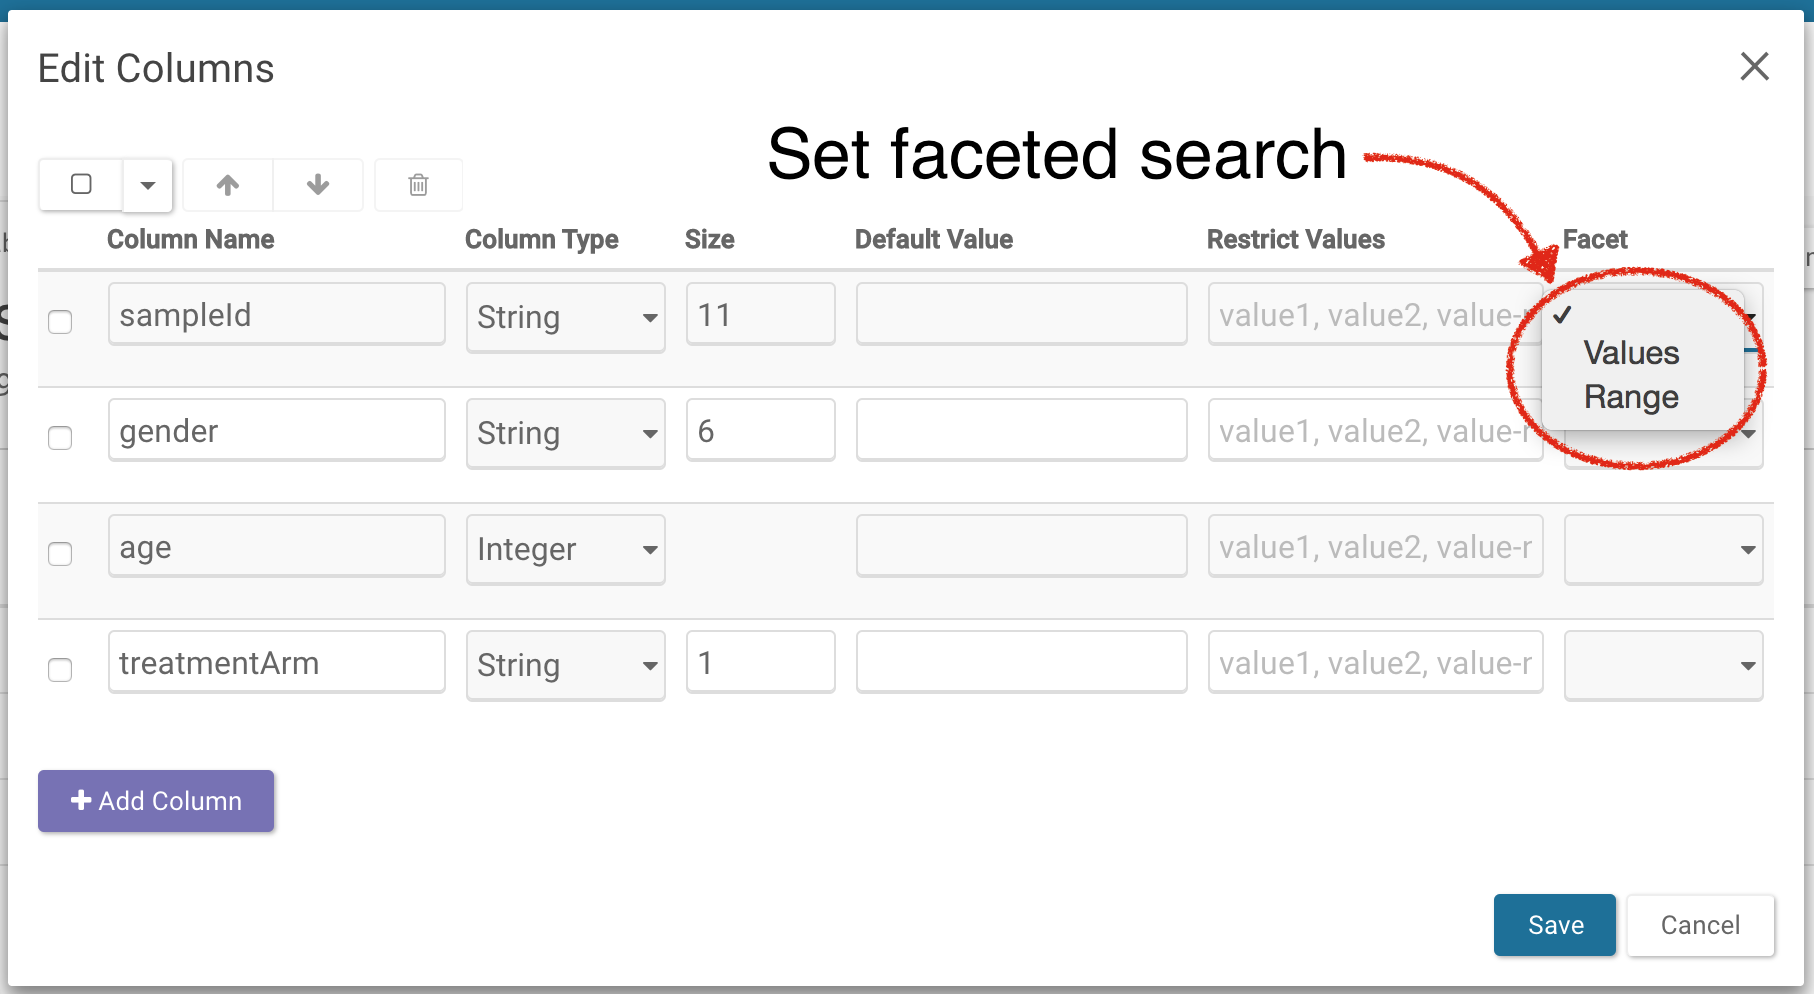 Edit Columns
Set faceted search
Column Name Column Type Size Default Value Restrict Values Facet
sampleId String 11 value1, value2, value-r
Values
Range
gender String 6 value1, value2, value-r
age Integer value1, value2, value-r
treatmentArm String 1 value1, value2, value-r
Add Column
Save Cancel